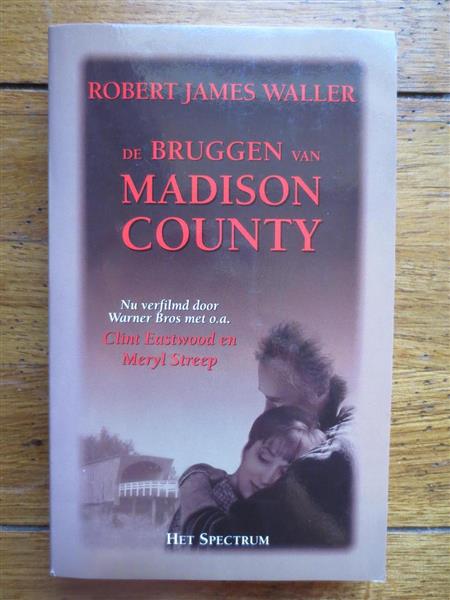 ROBERT JAMES WALLER
DE BRUGGEN VAN
MADISON
COUNTY
Nu verfilmd door
Warner Bros met o.a.
Clint Eastwood en
Meryl Streep
HET SPECTRUM